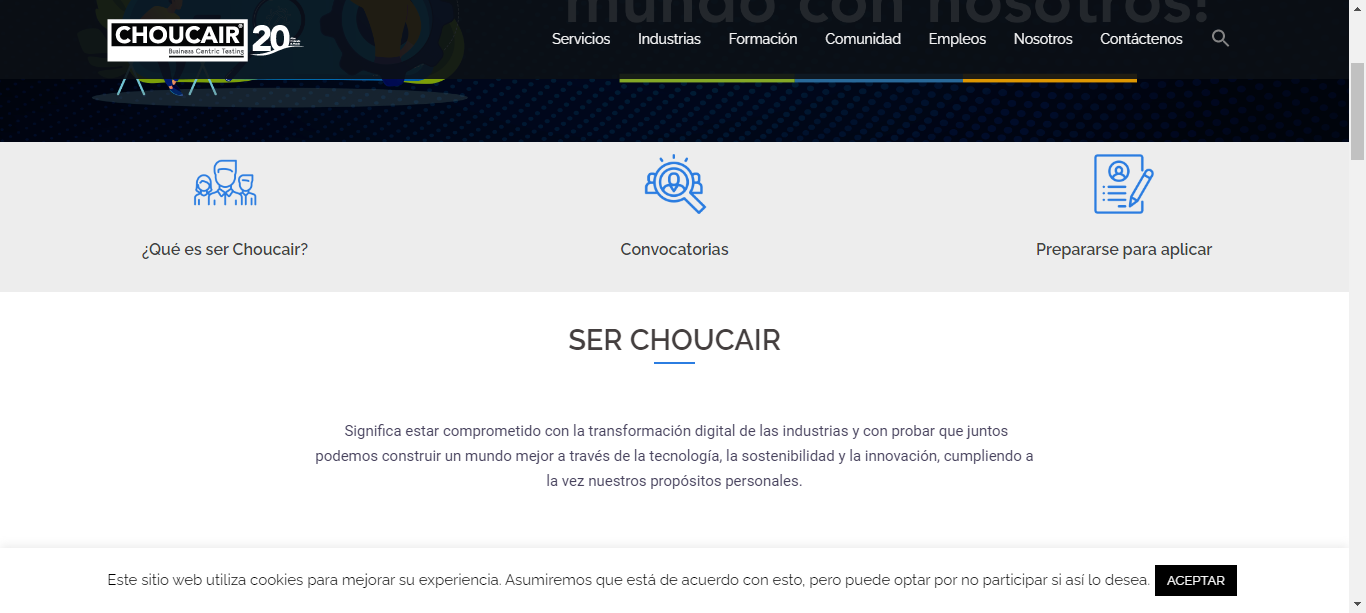 mundo con nosotros!
CHOUCAIR® 20
Business Centric Testing
Servicios Industrias Formación Comunidad Empleos Nosotros Contáctenos
¿Qué es ser Choucair? Convocatorias Prepararse para aplicar
SER CHOUCAIR
Significa estar comprometido con la transformación digital de las industrias y con probar que juntos
podemos construir un mundo mejor a través de la tecnología, la sostenibilidad y la innovación, cumpliendo a
la vez nuestros propósitos personales.
Este sitio web utiliza cookies para mejorar su experiencia. Asumiremos que está de acuerdo con esto, pero puede optar por no participar si así lo desea. ACEPTAR